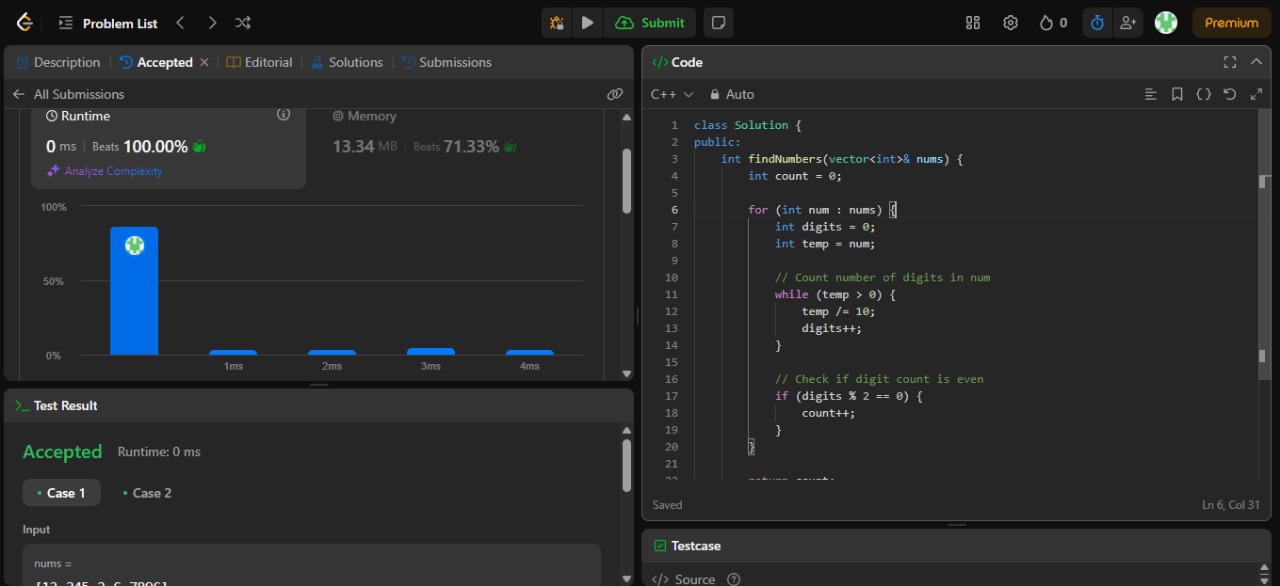 Problem List
Submit
0
Premium
Description
Accepted
Editorial
Solutions
Submissions
All Submissions
Runtime
0 ms | Beats 100.00%
Analyze Complexity
Memory
13.34 MB | Beats 71.33%
100%
50%
0%
1ms 2ms 3ms 4ms
>_ Test Result
Accepted Runtime: 0 ms
• Case 1 • Case 2
Input
nums =
</> Code
C++ Auto
1 class Solution {
2 public:
3     int findNumbers(vector<int>& nums) {
4         int count = 0;
5
6         for (int num : nums) {
7             int digits = 0;
8             int temp = num;
9
10             // Count number of digits in num
11             while (temp > 0) {
12                 temp /= 10;
13                 digits++;
14             }
15
16             // Check if digit count is even
17             if (digits % 2 == 0) {
18                 count++;
19             }
20         }
21
22         return count;
Saved Ln 6, Col 31
Testcase
</> Source